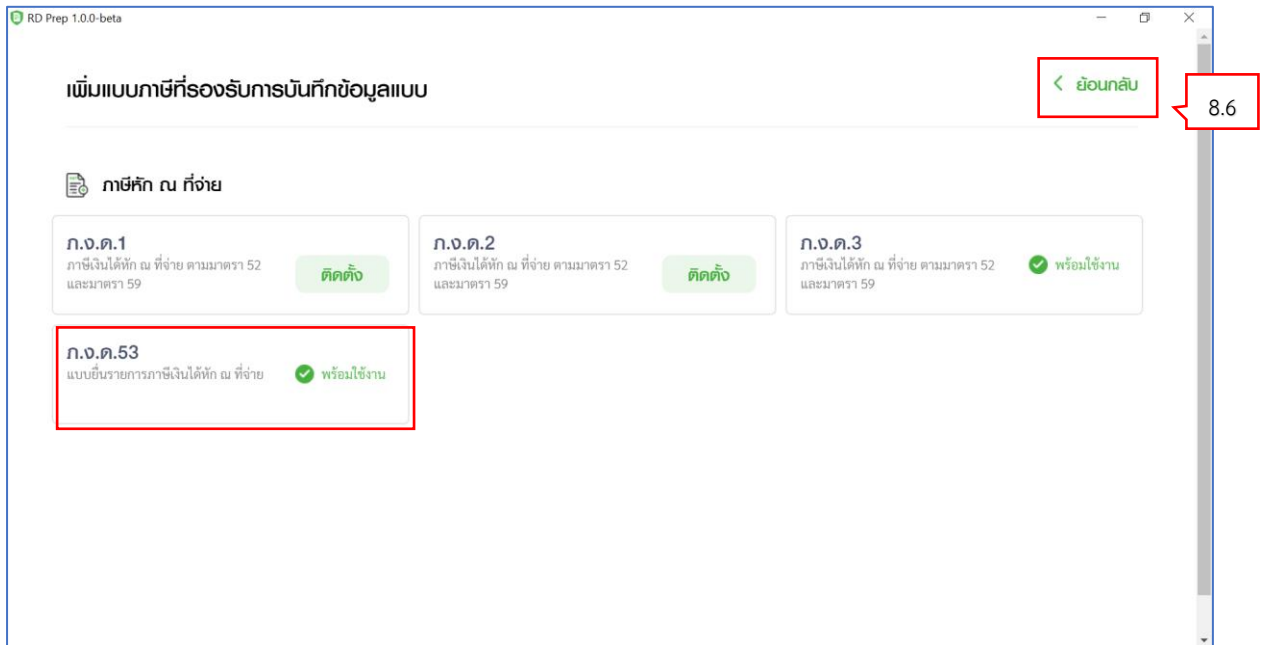 RD Prep 1.0.0-beta
เพิ่มแบบภาษีที่รองรับการบันทึกข้อมูลแบบ
ย้อนกลับ
8.6
ภาษีหัก ณ ที่จ่าย
ภ.ง.ด.1
ภาษีเงินได้หัก ณ ที่จ่าย ตามมาตรา 52
และมาตรา 59
ติดตั้ง
ภ.ง.ด.2
ภาษีเงินได้หัก ณ ที่จ่าย ตามมาตรา 52
และมาตรา 59
ติดตั้ง
ภ.ง.ด.3
ภาษีเงินได้หัก ณ ที่จ่าย ตามมาตรา 52
และมาตรา 59
พร้อมใช้งาน
ภ.ง.ด.53
แบบยื่นรายการภาษีเงินได้หัก ณ ที่จ่าย
พร้อมใช้งาน